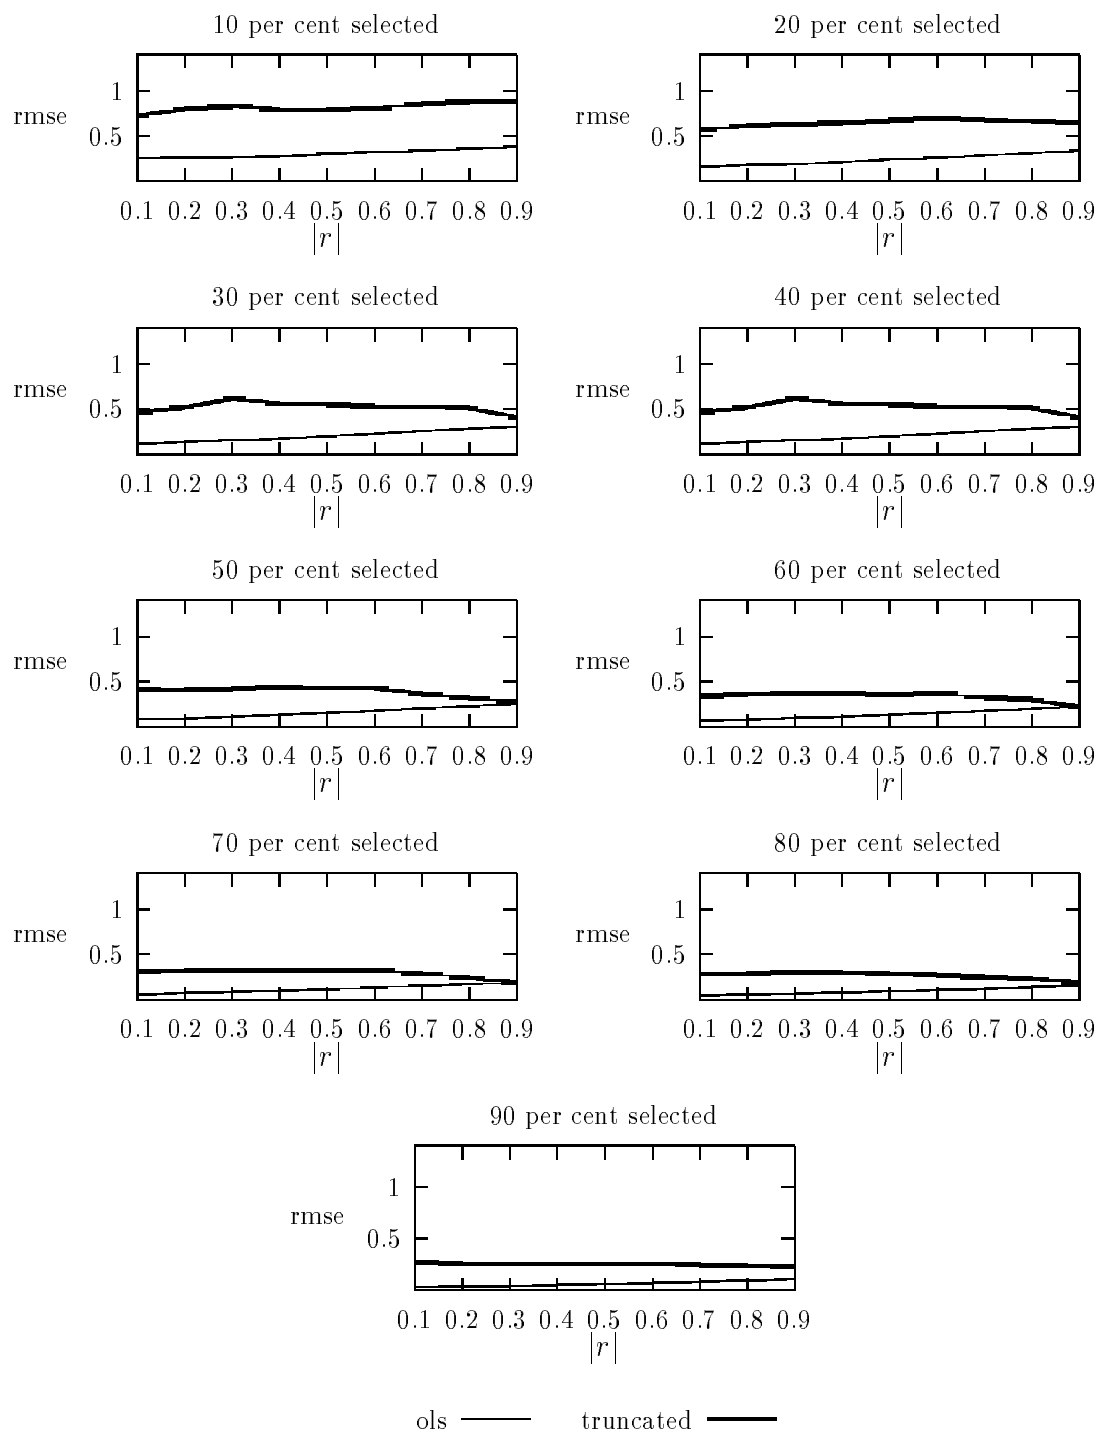 10 per cent selected
rmse
1
0.5
0.1 0.2 0.3 0.4 0.5 0.6 0.7 0.8 0.9
|r|
20 per cent selected
rmse
1
0.5
0.1 0.2 0.3 0.4 0.5 0.6 0.7 0.8 0.9
|r|
30 per cent selected
rmse
1
0.5
0.1 0.2 0.3 0.4 0.5 0.6 0.7 0.8 0.9
|r|
40 per cent selected
rmse
1
0.5
0.1 0.2 0.3 0.4 0.5 0.6 0.7 0.8 0.9
|r|
50 per cent selected
rmse
1
0.5
0.1 0.2 0.3 0.4 0.5 0.6 0.7 0.8 0.9
|r|
60 per cent selected
rmse
1
0.5
0.1 0.2 0.3 0.4 0.5 0.6 0.7 0.8 0.9
|r|
70 per cent selected
rmse
1
0.5
0.1 0.2 0.3 0.4 0.5 0.6 0.7 0.8 0.9
|r|
80 per cent selected
rmse
1
0.5
0.1 0.2 0.3 0.4 0.5 0.6 0.7 0.8 0.9
|r|
90 per cent selected
rmse
1
0.5
0.1 0.2 0.3 0.4 0.5 0.6 0.7 0.8 0.9
|r|
ols truncated